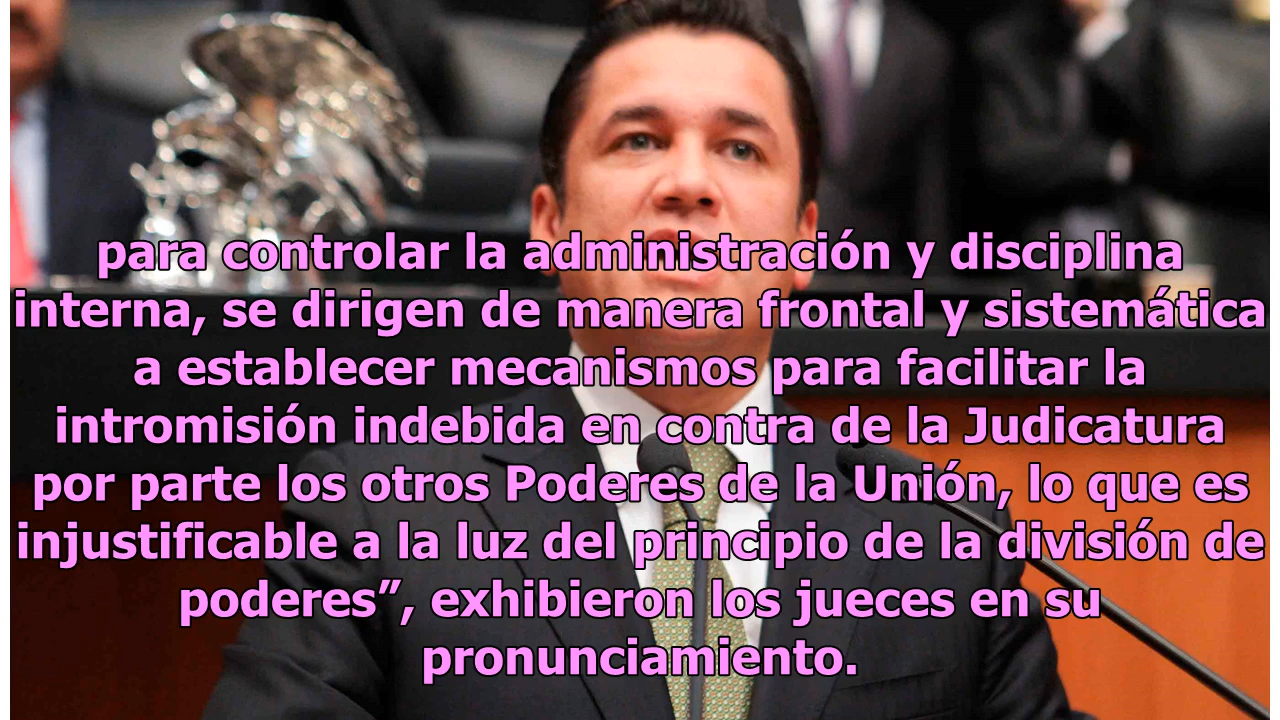 para controlar la administración y disciplina
interna, se dirigen de manera frontal y sistemática
a establecer mecanismos para facilitar la
intromisión indebida en contra de la Judicatura
por parte los otros Poderes de la Unión, lo que es
injustificable a la luz del principio de la división de
poderes”, exhibieron los jueces en su
pronunciamiento.